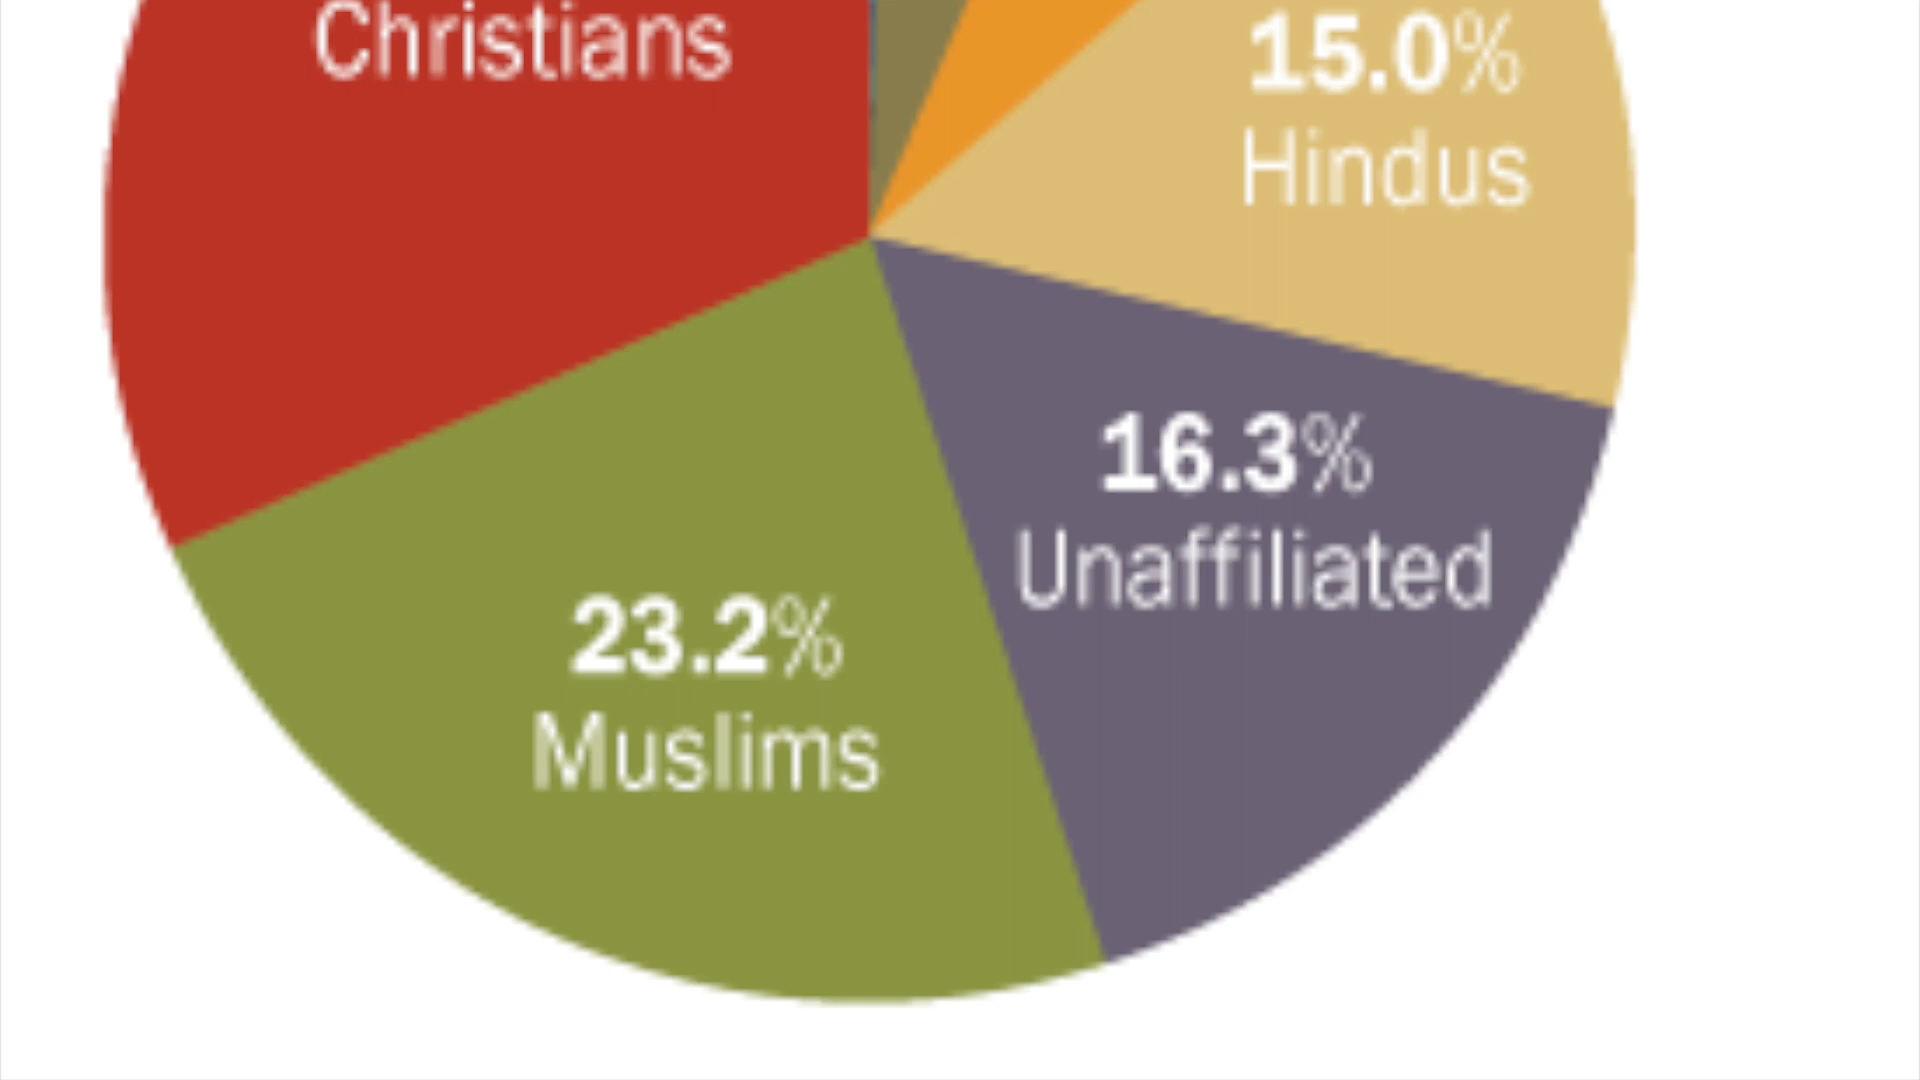 Christians
15.0%
Hindus
16.3%
Unaffiliated
23.2%
Muslims